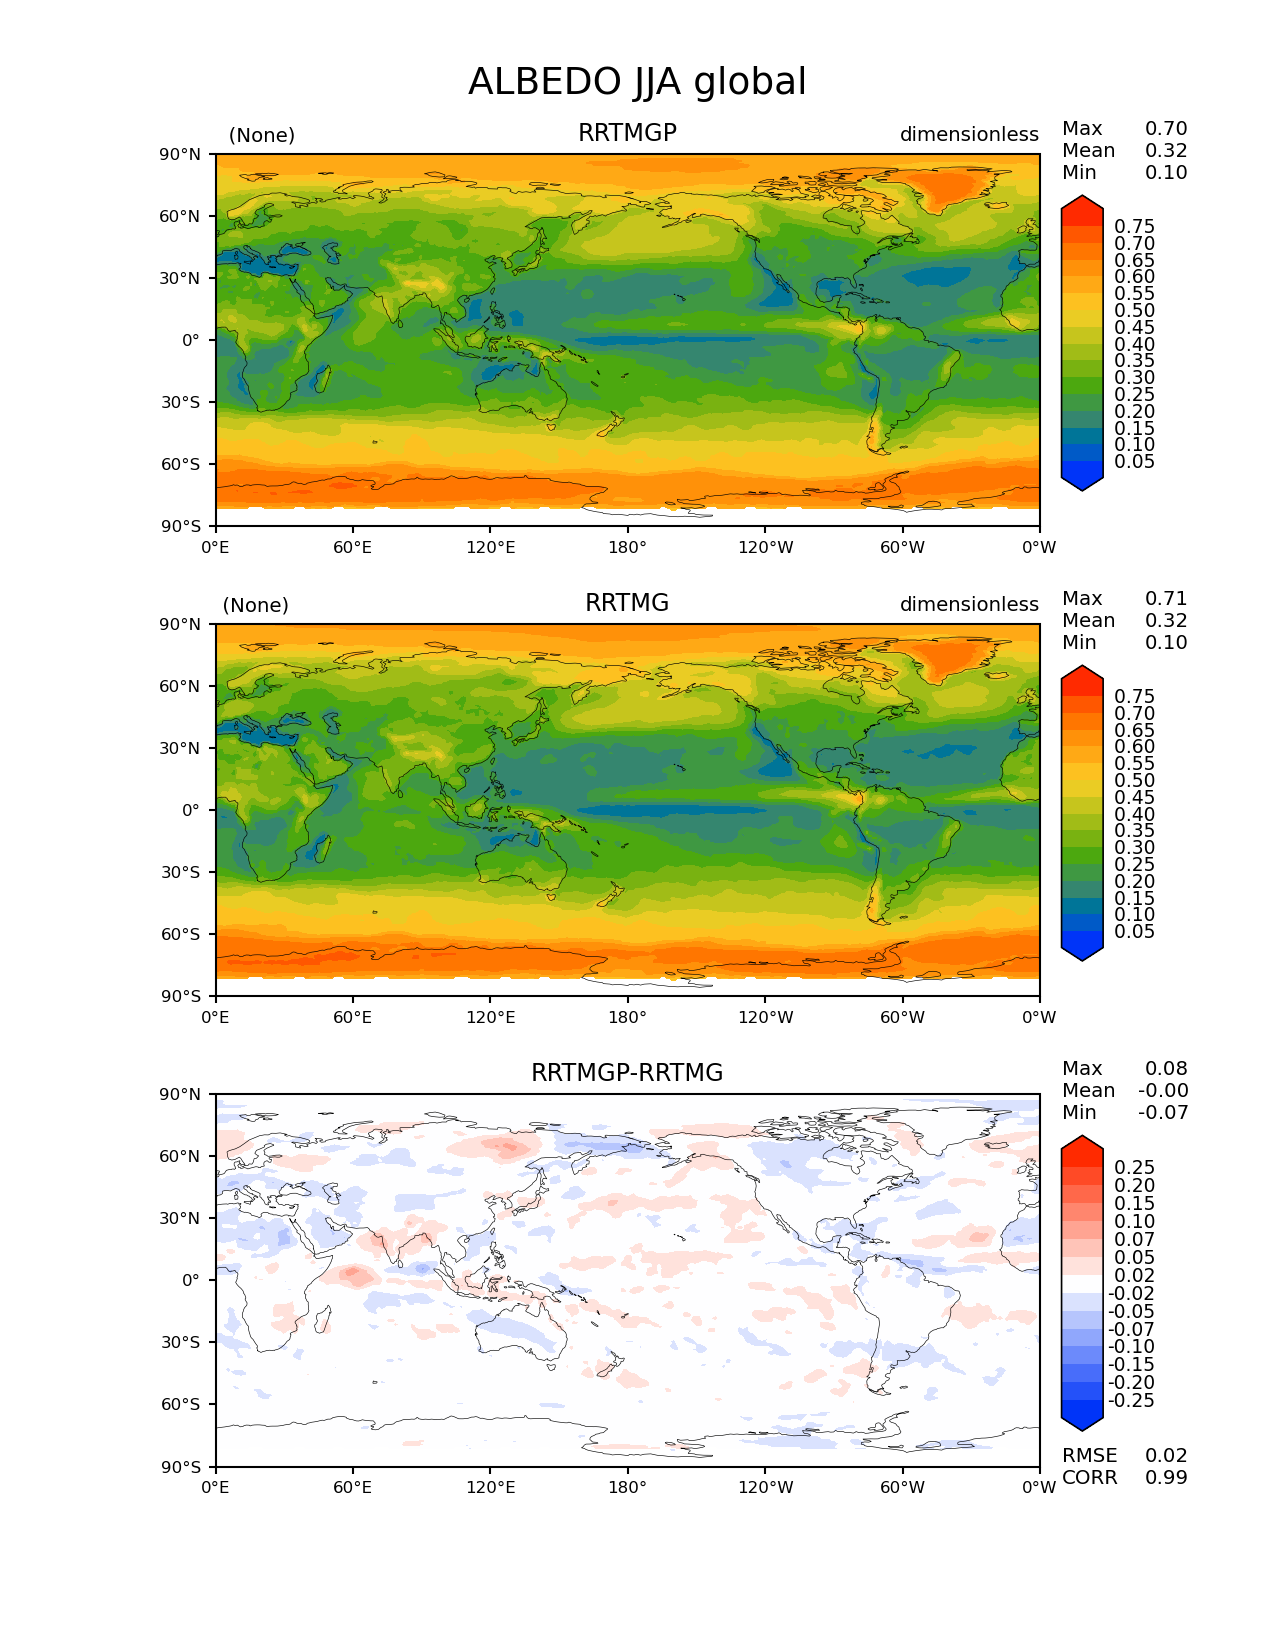 ALBEDO JJA global
(None) RRTMGP dimensionless
Max 0.70
Mean 0.32
Min 0.10
90°N
60°N
30°N
0°
30°S
60°S
90°S
0°E 60°E 120°E 180° 120°W 60°W 0°W
0.75
0.70
0.65
0.60
0.55
0.50
0.45
0.40
0.35
0.30
0.25
0.20
0.15
0.10
0.05
(None) RRTMG dimensionless
Max 0.71
Mean 0.32
Min 0.10
90°N
60°N
30°N
0°
30°S
60°S
90°S
0°E 60°E 120°E 180° 120°W 60°W 0°W
0.75
0.70
0.65
0.60
0.55
0.50
0.45
0.40
0.35
0.30
0.25
0.20
0.15
0.10
0.05
RRTMGP-RRTMG
Max 0.08
Mean -0.00
Min -0.07
90°N
60°N
30°N
0°
30°S
60°S
90°S
0°E 60°E 120°E 180° 120°W 60°W 0°W
0.25
0.20
0.15
0.10
0.07
0.05
0.02
-0.02
-0.05
-0.07
-0.10
-0.15
-0.20
-0.25
RMSE 0.02
CORR 0.99